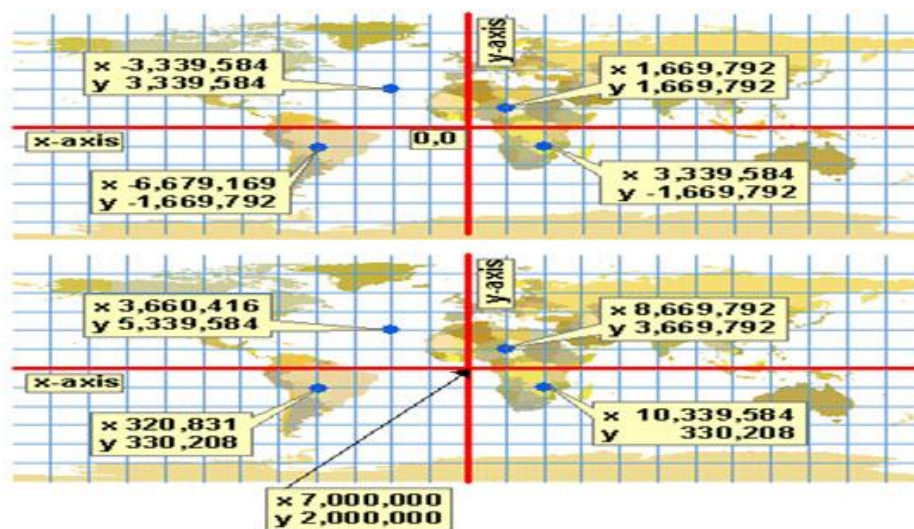 y-axis
x -3,339,584
y 3,339,584
x 1,669,792
y 1,669,792
x-axis
0,0
x -6,679,169
y -1,669,792
x 3,339,584
y -1,669,792
y-axis
x 3,660,416
y 5,339,584
x 8,669,792
y 3,669,792
x-axis
x 320,831
y 330,208
x 10,339,584
y 330,208
x 7,000,000
y 2,000,000